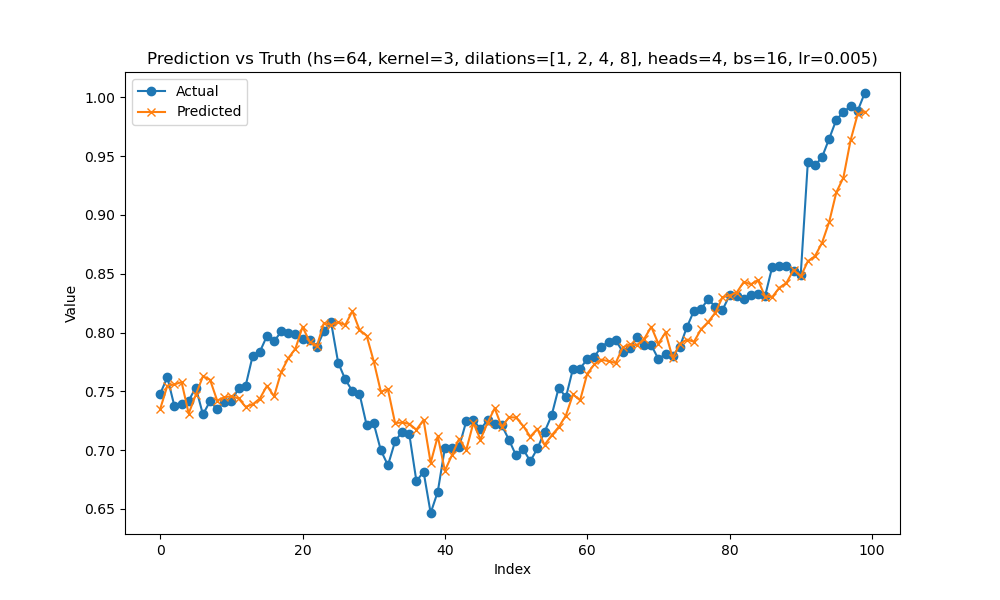 Prediction vs Truth (hs=64, kernel=3, dilations=[1, 2, 4, 8], heads=4, bs=16, lr=0.005)
Actual
Predicted
1.00
0.95
0.90
0.85
0.80
0.75
0.70
0.65
Value
0 20 40 60 80 100
Index